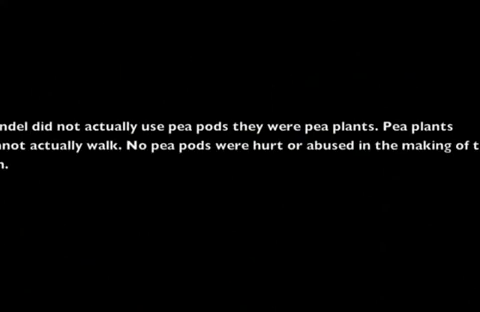 ndel did not actually use pea pods they were pea plants. Pea plants
not actually walk. No pea pods were hurt or abused in the making of t